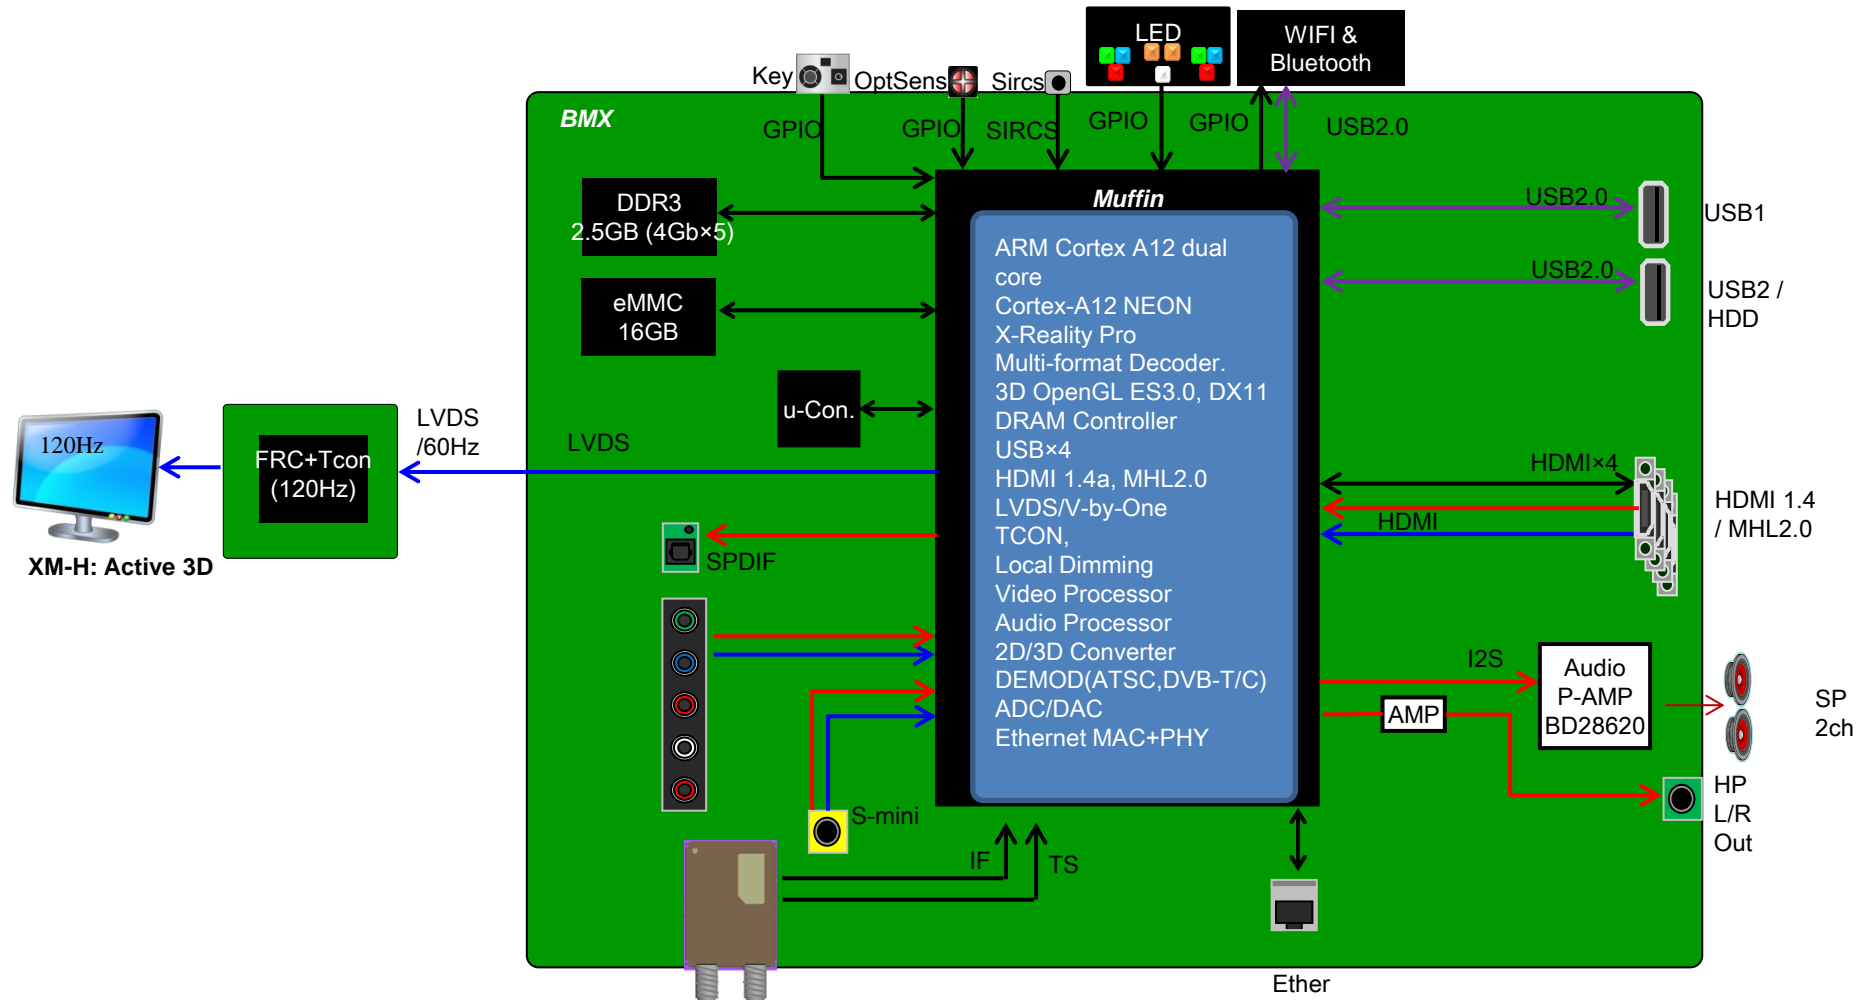 LED
WIFI &
Bluetooth
Key
OptSens
Sircs
BMX
GPIO
GPIO
SIRCS
GPIO
GPIO
USB2.0
DDR3
2.5GB (4Gb×5)
eMMC
16GB
u-Con.
Muffin
ARM Cortex A12 dual
core
Cortex-A12 NEON
X-Reality Pro
Multi-format Decoder.
3D OpenGL ES3.0, DX11
DRAM Controller
USB×4
HDMI 1.4a, MHL2.0
LVDS/V-by-One
TCON,
Local Dimming
Video Processor
Audio Processor
2D/3D Converter
DEMOD(ATSC,DVB-T/C)
ADC/DAC
Ethernet MAC+PHY
USB2.0
USB1
USB2.0
USB2 /
HDD
120Hz
XM-H: Active 3D
FRC+Tcon
(120Hz)
LVDS
/60Hz
LVDS
SPDIF
HDMI×4
HDMI
HDMI 1.4
/ MHL2.0
I2S
Audio
P-AMP
BD28620
AMP
SP
2ch
HP
L/R
Out
S-mini
IF
TS
Ether